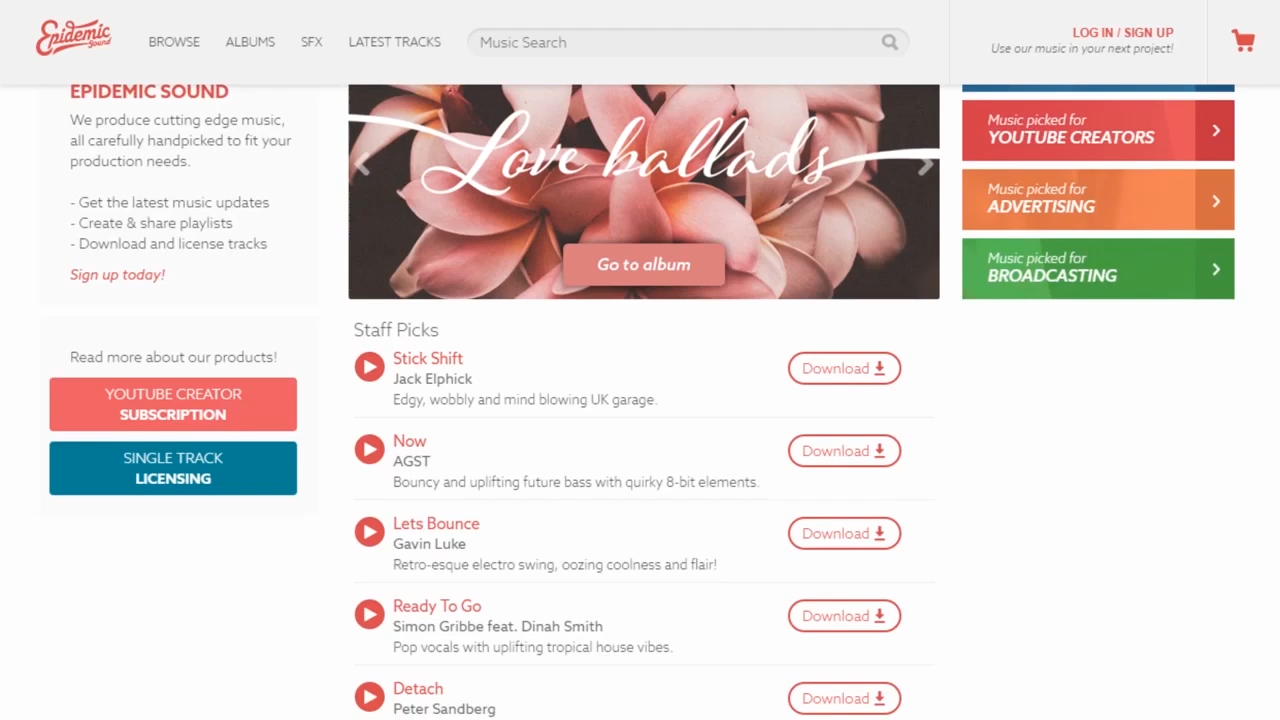 Epidemic
Sound
BROWSE
ALBUMS
SFX
LATEST TRACKS
Music Search
LOG IN / SIGN UP
Use our music in your next project!
EPIDEMIC SOUND
We produce cutting edge music,
all carefully handpicked to fit your
production needs.
- Get the latest music updates
- Create & share playlists
- Download and license tracks
Sign up today!
Read more about our products!
YOUTUBE CREATOR
SUBSCRIPTION
SINGLE TRACK
LICENSING
Love ballads
Go to album
Staff Picks
Stick Shift
Jack Elphick
Edgy, wobbly and mind blowing UK garage.
Download
Now
AGST
Bouncy and uplifting future bass with quirky 8-bit elements.
Download
Lets Bounce
Gavin Luke
Retro-esque electro swing, oozing coolness and flair!
Download
Ready To Go
Simon Gribbe feat. Dinah Smith
Pop vocals with uplifting tropical house vibes.
Download
Detach
Peter Sandberg
Download
Music picked for
YOUTUBE CREATORS
Music picked for
ADVERTISING
Music picked for
BROADCASTING